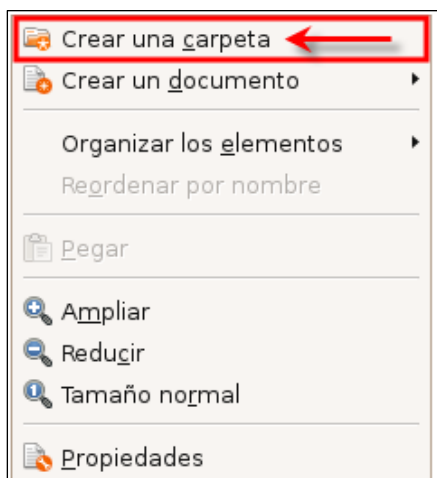 Crear una carpeta
Crear un documento
Organizar los elementos
Reordenar por nombre
Pegar
Ampliar
Reducir
Tamaño normal
Propiedades